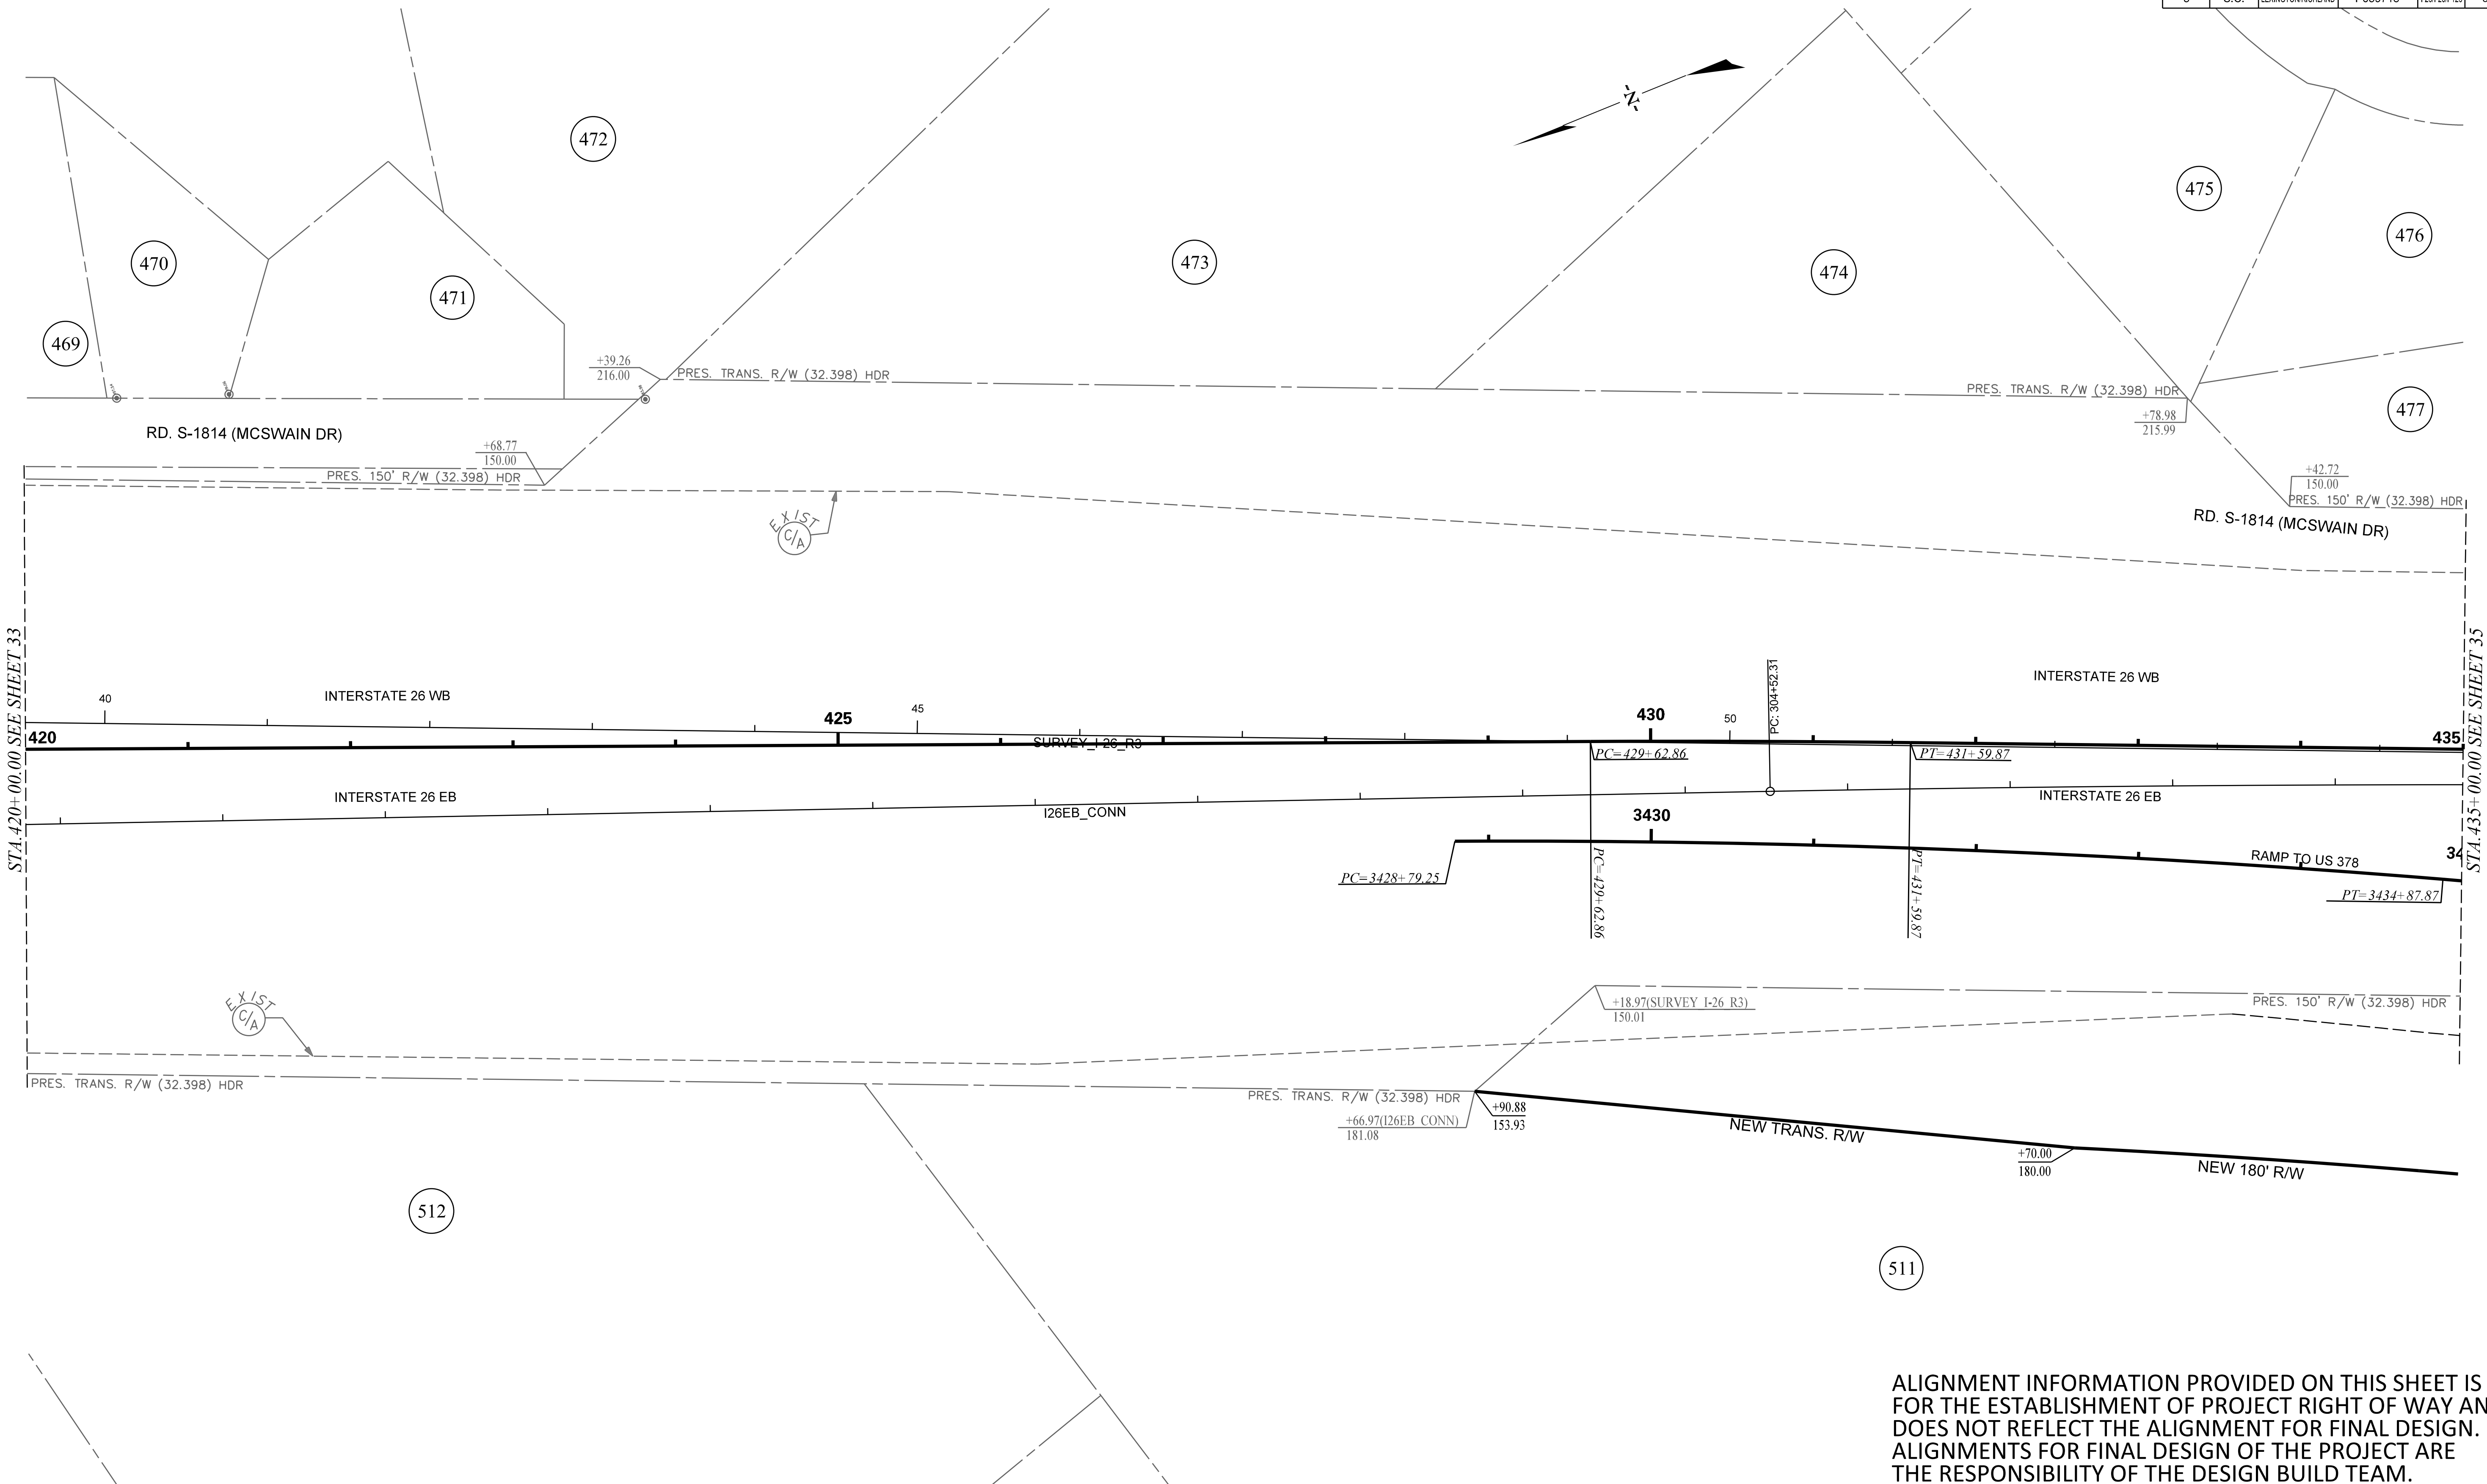 S.C.
LEXINGTON/RICHLAND
-N-
472
475
476
470
473
474
471
469
477
+39.26
216.00
PRES. TRANS. R/W (32.398) HDR
PRES. TRANS. R/W (32.398) HDR
+78.98
215.99
RD. S-1814 (MCSWAIN DR)
+68.77
150.00
PRES. 150' R/W (32.398) HDR
+42.72
150.00
PRES. 150' R/W (32.398) HDR
RD. S-1814 (MCSWAIN DR)
EXIST
C/A
STA.420+00.00 SEE SHEET 33
STA.435+00.00 SEE SHEET 35
INTERSTATE 26 WB
INTERSTATE 26 WB
40
45
50
PC: 304+52.31
420
425
430
435
SURVEY_I-26_R3
PC=429+62.86
PT=431+59.87
INTERSTATE 26 EB
INTERSTATE 26 EB
I26EB_CONN
3430
34
RAMP TO US 378
PC=3428+79.25
PC=429+62.86
PT=431+59.87
PT=3434+87.87
EXIST
C/A
+18.97(SURVEY I-26 R3)
150.01
PRES. 150' R/W (32.398) HDR
PRES. TRANS. R/W (32.398) HDR
PRES. TRANS. R/W (32.398) HDR
+66.97(I26EB CONN)
181.08
+90.88
153.93
NEW TRANS. R/W
+70.00
180.00
NEW 180' R/W
512
511
ALIGNMENT INFORMATION PROVIDED ON THIS SHEET IS
FOR THE ESTABLISHMENT OF PROJECT RIGHT OF WAY AN
DOES NOT REFLECT THE ALIGNMENT FOR FINAL DESIGN.
ALIGNMENTS FOR FINAL DESIGN OF THE PROJECT ARE
THE RESPONSIBILITY OF THE DESIGN BUILD TEAM.